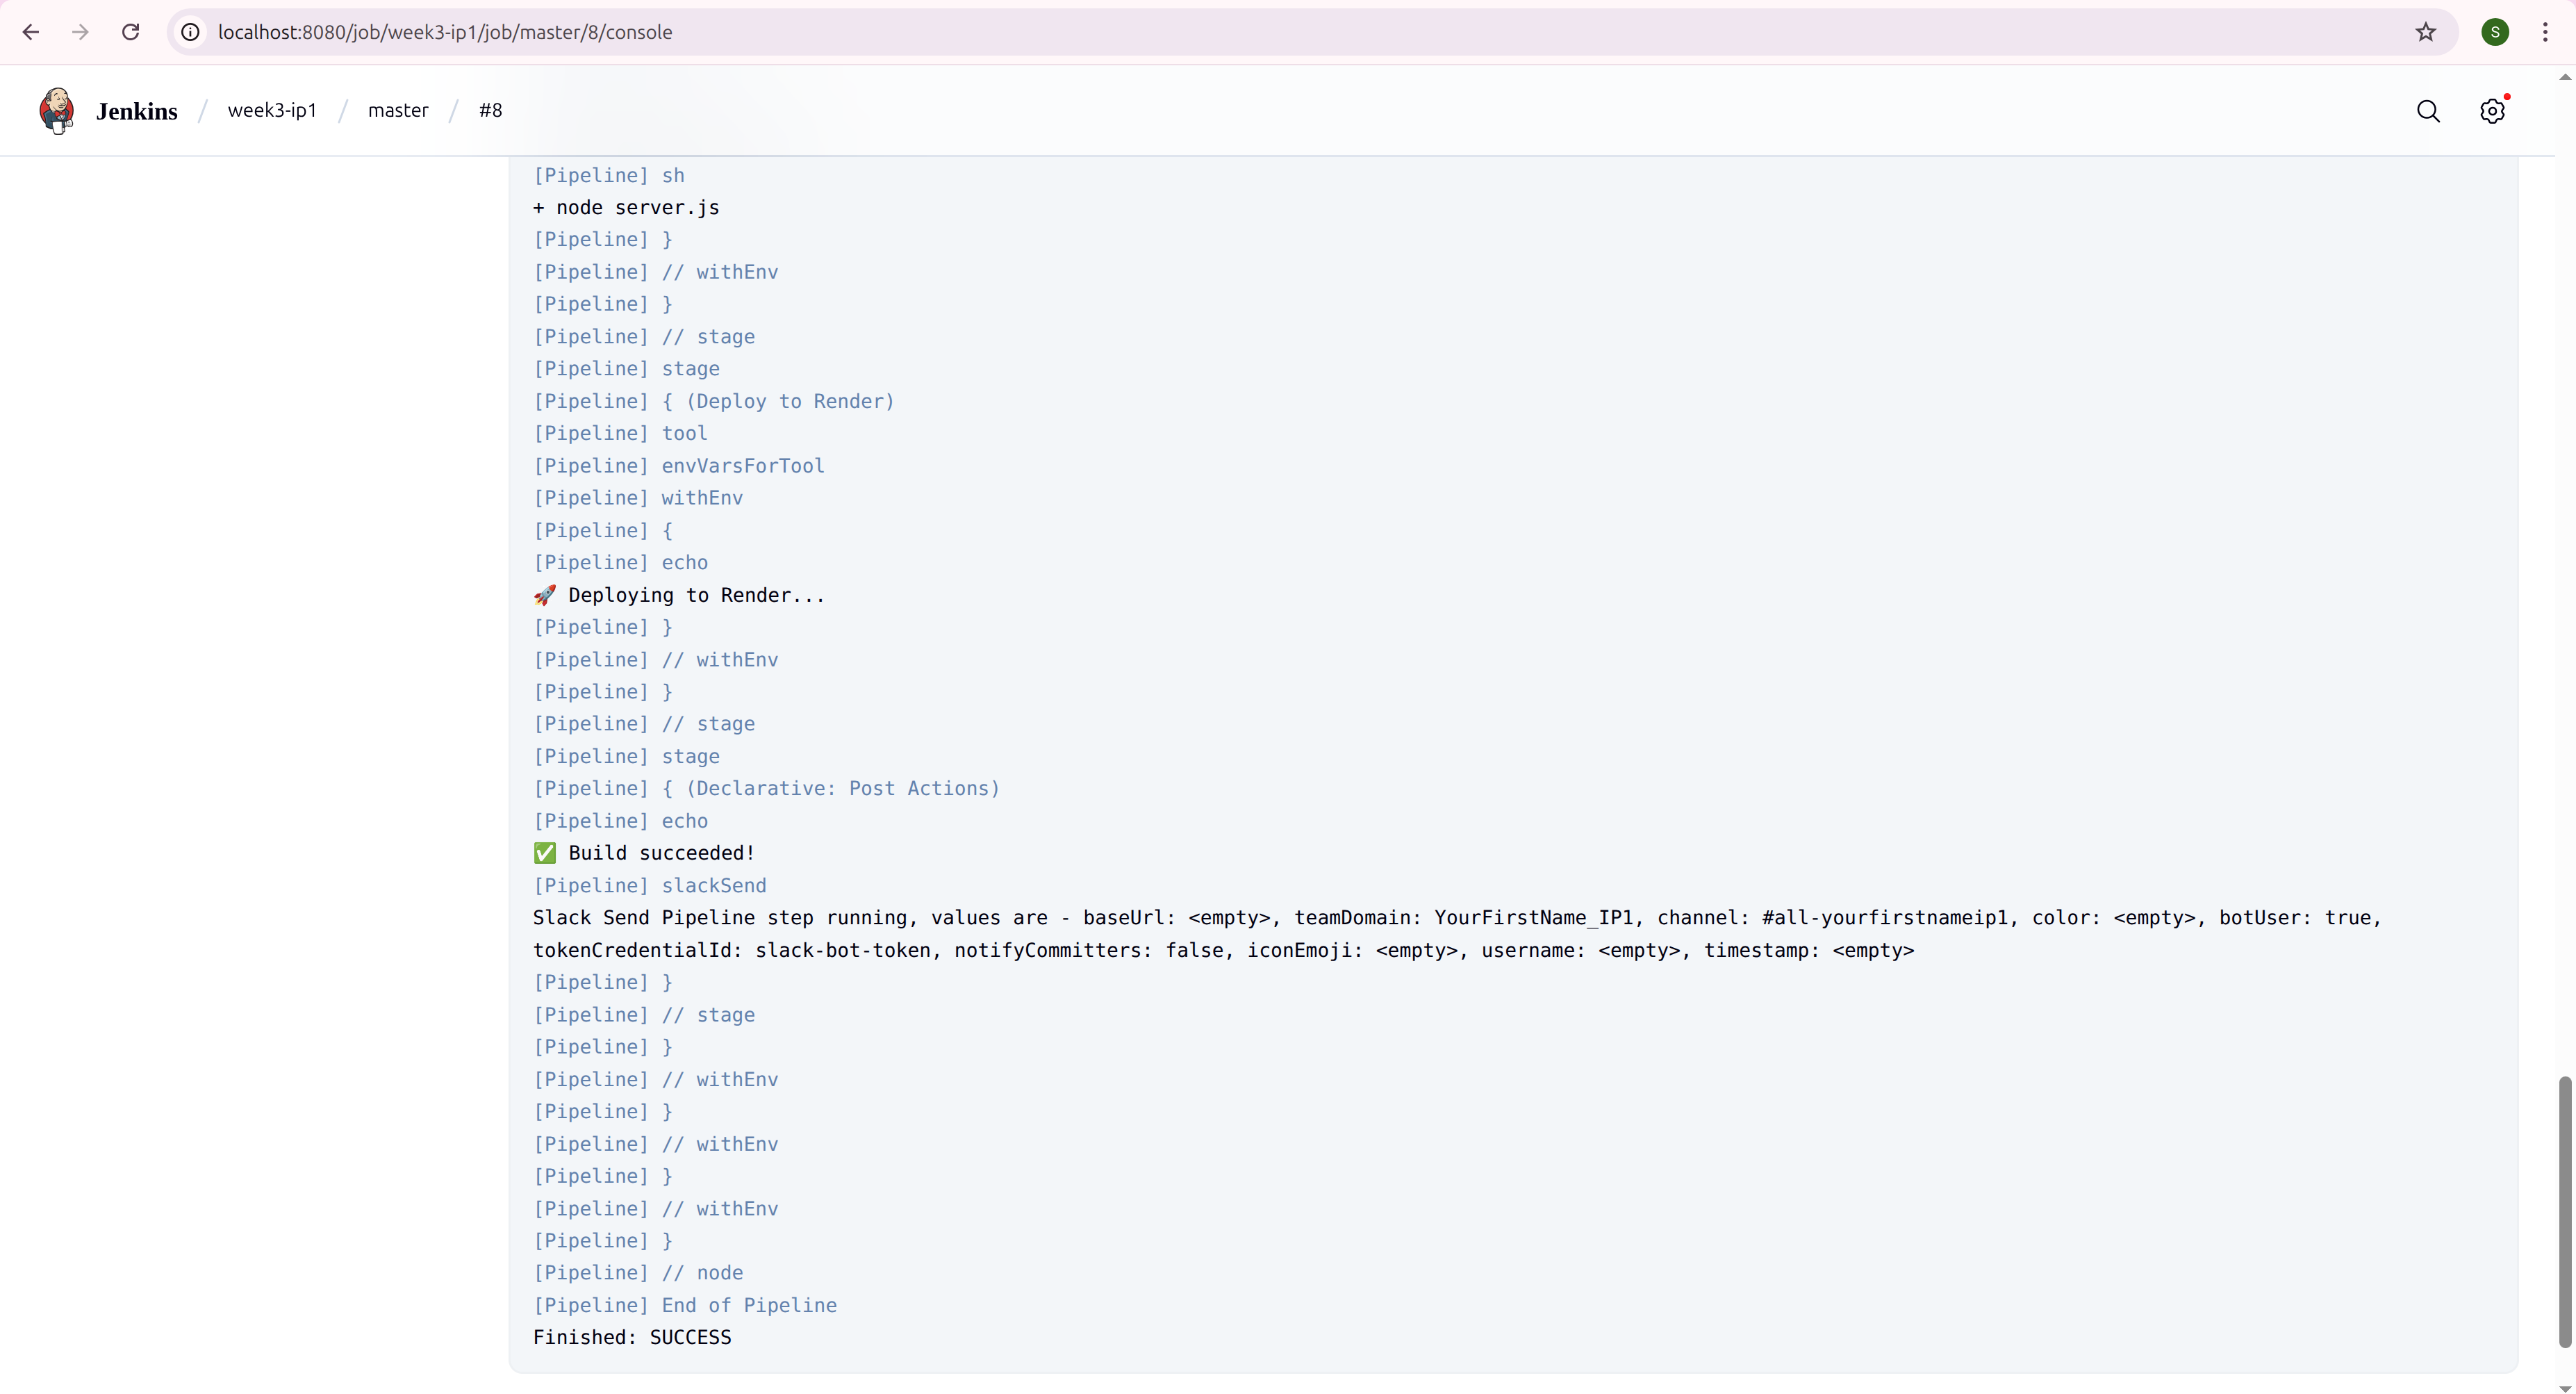 localhost:8080/job/week3-ip1/job/master/8/console
S
Jenkins / week3-ip1 / master / #8
[Pipeline] sh
+ node server.js
[Pipeline] }
[Pipeline] // withEnv
[Pipeline] }
[Pipeline] // stage
[Pipeline] stage
[Pipeline] { (Deploy to Render)
[Pipeline] tool
[Pipeline] envVarsForTool
[Pipeline] withEnv
[Pipeline] {
[Pipeline] echo
🚀 Deploying to Render...
[Pipeline] }
[Pipeline] // withEnv
[Pipeline] }
[Pipeline] // stage
[Pipeline] stage
[Pipeline] { (Declarative: Post Actions)
[Pipeline] echo
✅ Build succeeded!
[Pipeline] slackSend
Slack Send Pipeline step running, values are - baseUrl: <empty>, teamDomain: YourFirstName_IP1, channel: #all-yourfirstnameip1, color: <empty>, botUser: true,
tokenCredentialId: slack-bot-token, notifyCommitters: false, iconEmoji: <empty>, username: <empty>, timestamp: <empty>
[Pipeline] }
[Pipeline] // stage
[Pipeline] }
[Pipeline] // withEnv
[Pipeline] }
[Pipeline] // withEnv
[Pipeline] }
[Pipeline] // withEnv
[Pipeline] }
[Pipeline] // node
[Pipeline] End of Pipeline
Finished: SUCCESS